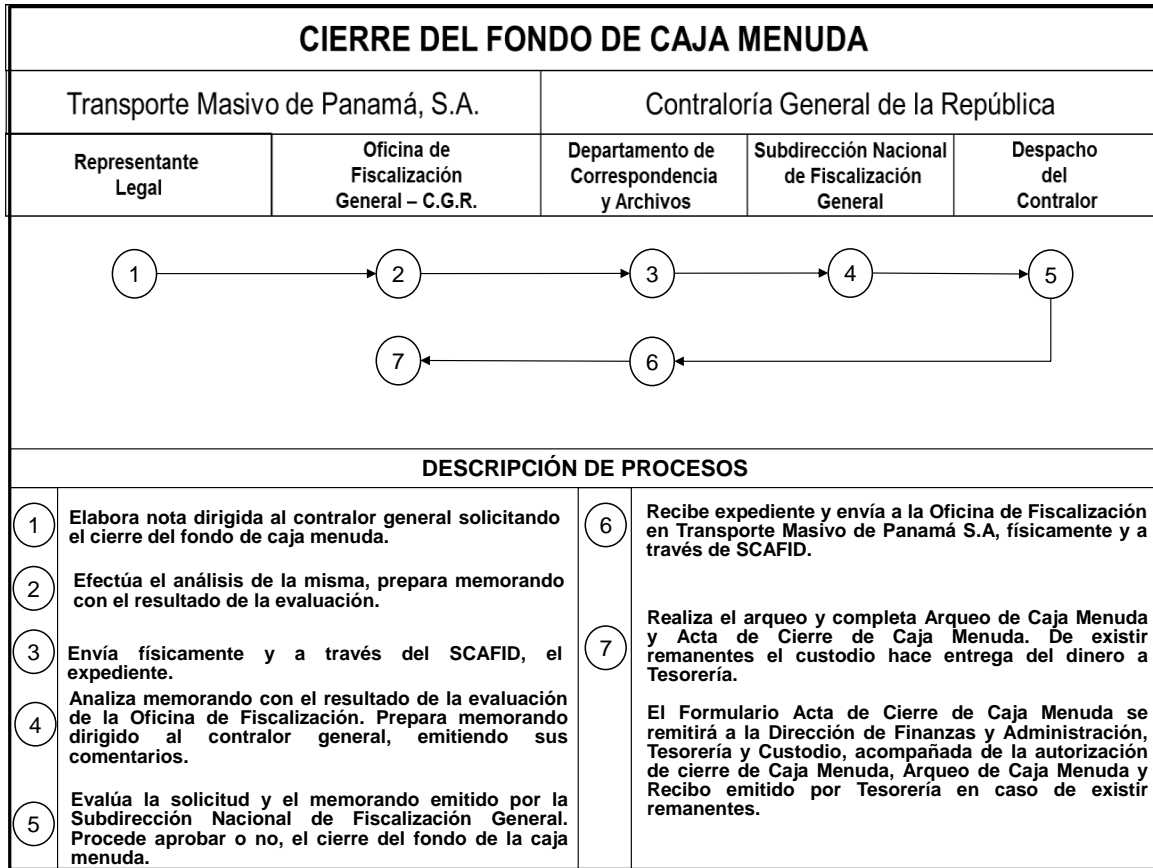 CIERRE DEL FONDO DE CAJA MENUDA
Transporte Masivo de Panamá, S.A.
Contraloría General de la República
Representante
Legal
Oficina de
Fiscalización
General – C.G.R.
Departamento de
Correspondencia
y Archivos
Subdirección Nacional
de Fiscalización
General
Despacho
del
Contralor
1
2
3
4
5
7
6
DESCRIPCIÓN DE PROCESOS
1
Elabora nota dirigida al contralor general solicitando
el cierre del fondo de caja menuda.
2
Efectúa el análisis de la misma, prepara memorando
con el resultado de la evaluación.
3
Envía físicamente y a través del SCAFID, el
expediente.
4
Analiza memorando con el resultado de la evaluación
de la Oficina de Fiscalización. Prepara memorando
dirigido al contralor general, emitiendo sus
comentarios.
5
Evalúa la solicitud y el memorando emitido por la
Subdirección Nacional de Fiscalización General.
Procede aprobar o no, el cierre del fondo de la caja
menuda.
6
Recibe expediente y envía a la Oficina de Fiscalización
en Transporte Masivo de Panamá S.A, físicamente y a
través de SCAFID.
7
Realiza el arqueo y completa Arqueo de Caja Menuda
y Acta de Cierre de Caja Menuda. De existir
remanentes el custodio hace entrega del dinero a
Tesorería.
El Formulario Acta de Cierre de Caja Menuda se
remitirá a la Dirección de Finanzas y Administración,
Tesorería y Custodio, acompañada de la autorización
de cierre de Caja Menuda, Arqueo de Caja Menuda y
Recibo emitido por Tesorería en caso de existir
remanentes.